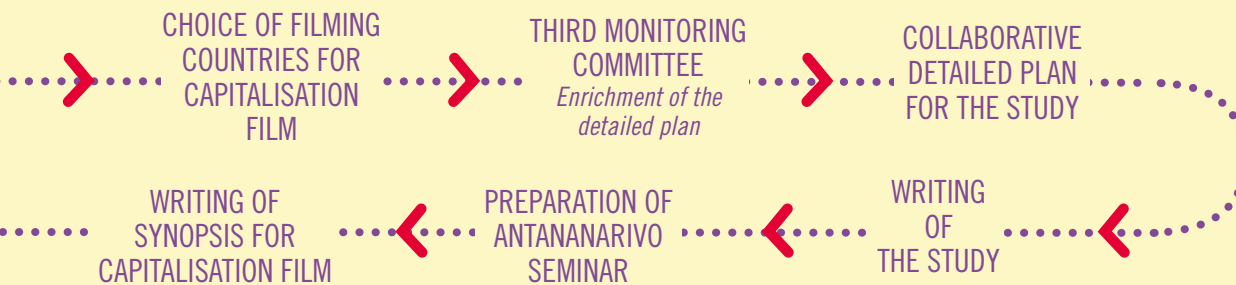 CHOICE OF FILMING
COUNTRIES FOR
CAPITALISATION
FILM
THIRD MONITORING
COMMITTEE
Enrichment of the
detailed plan
COLLABORATIVE
DETAILED PLAN
FOR THE STUDY
WRITING
OF
THE STUDY
PREPARATION OF
ANTANANARIVO
SEMINAR
WRITING OF
SYNOPSIS FOR
CAPITALISATION FILM